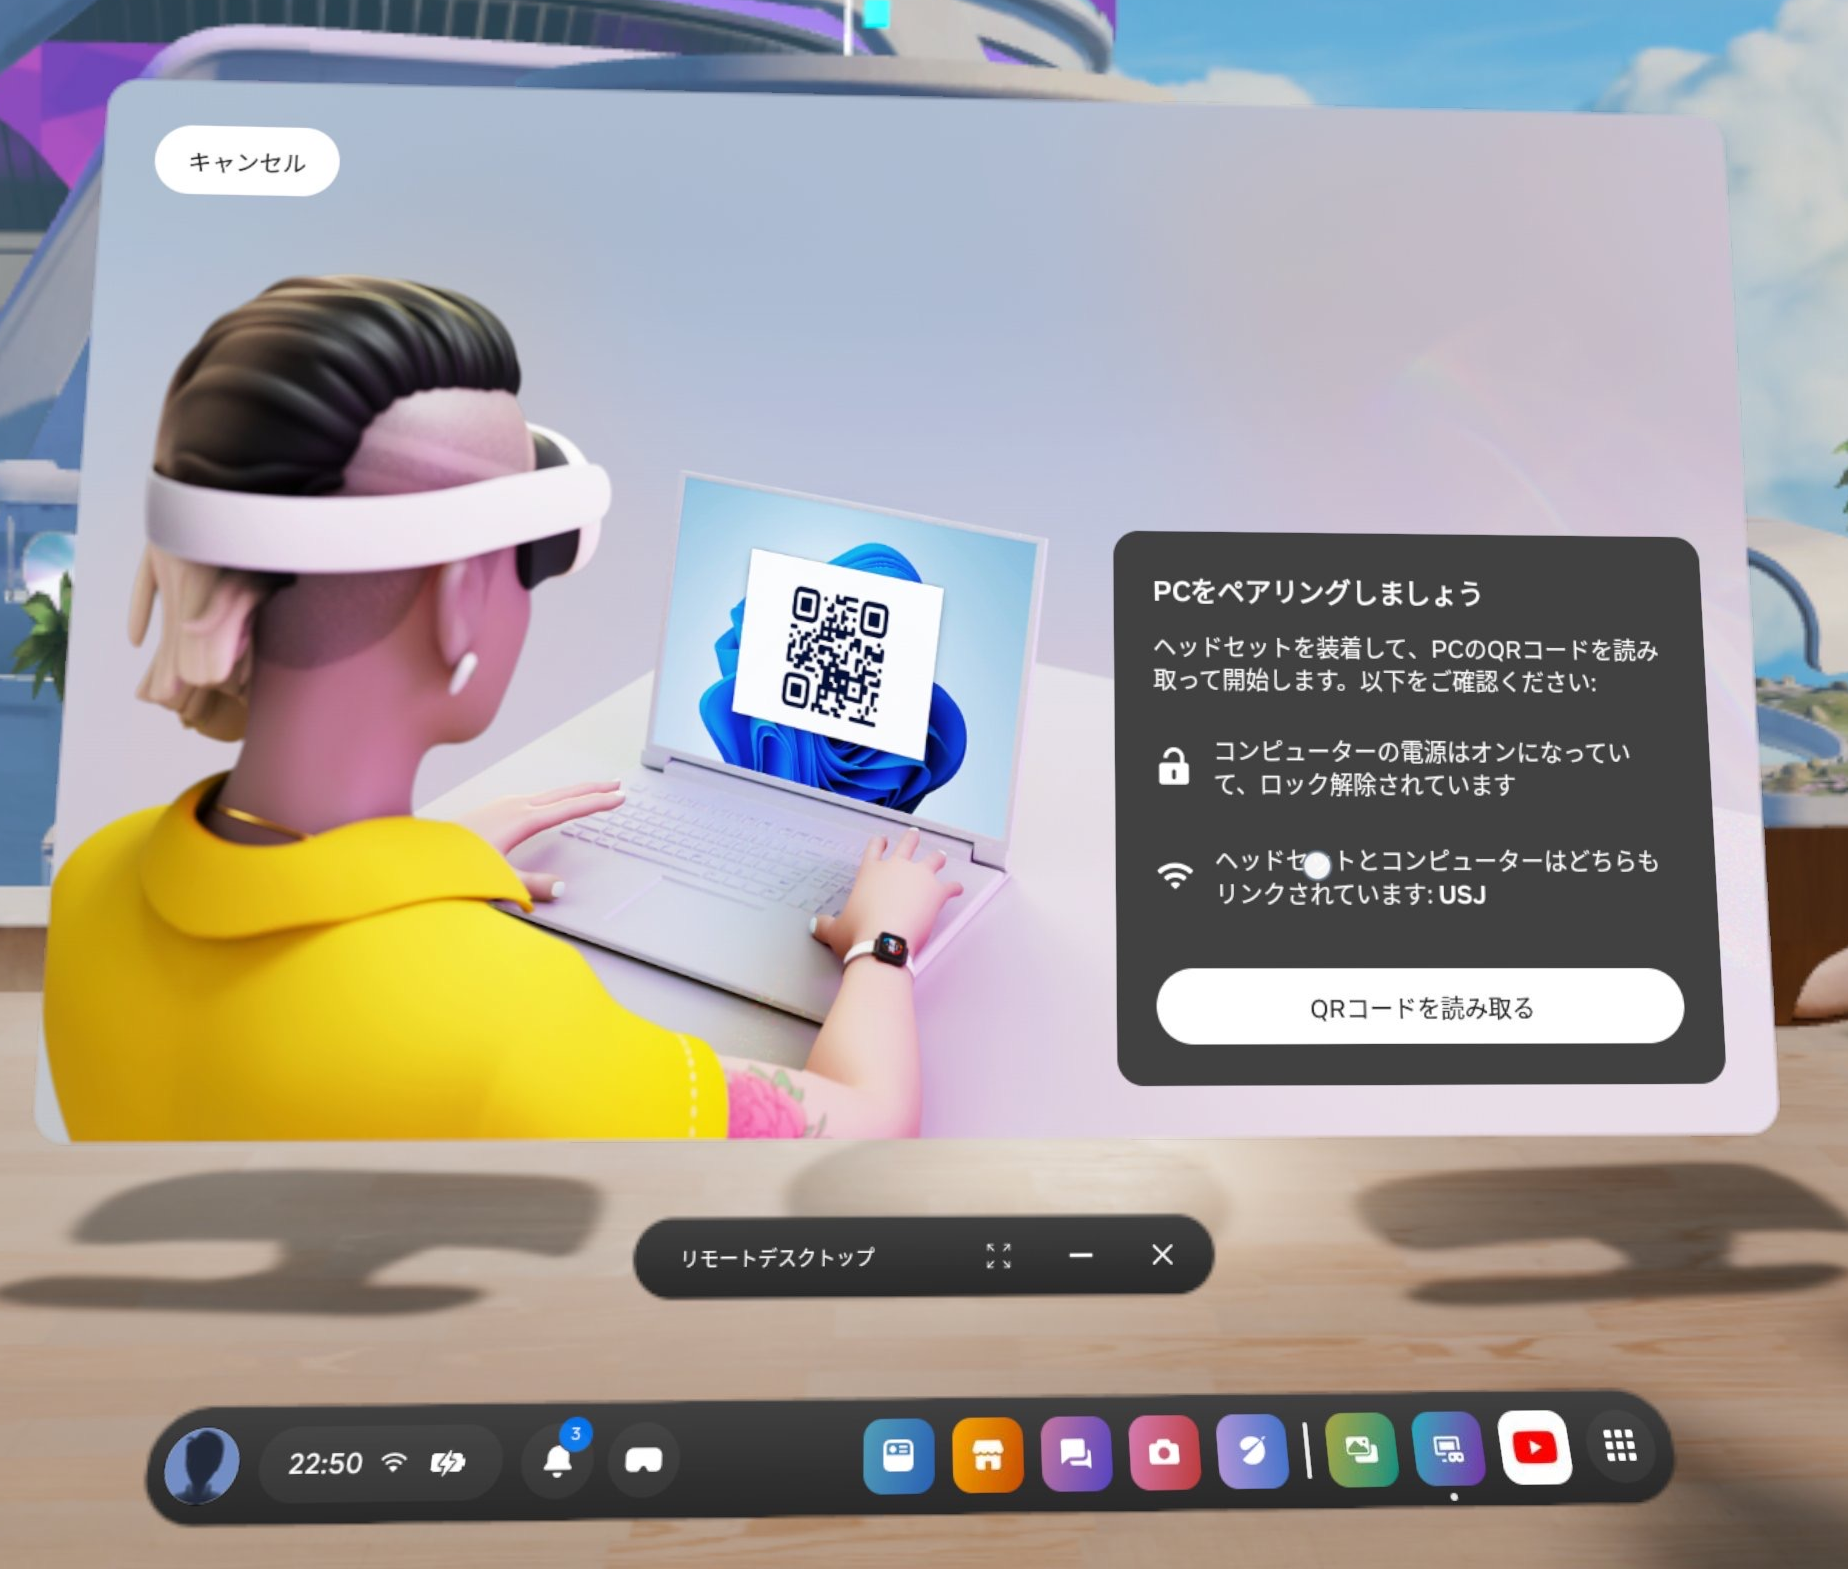 キャンセル
PCをペアリングしましょう
ヘッドセットを装着して、PCのQRコードを読み
取って開始します。以下をご確認ください:
コンピューターの電源はオンになってい
て、ロック解除されています
ヘッドセットとコンピューターはどちらも
リンクされています: USJ
QRコードを読み取る
リモートデスクトップ
22:50
3